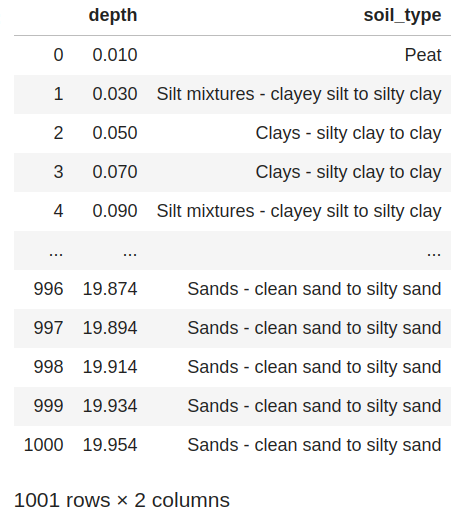 depth soil_type
0 0.010 Peat
1 0.030 Silt mixtures - clayey silt to silty clay
2 0.050 Clays - silty clay to clay
3 0.070 Clays - silty clay to clay
4 0.090 Silt mixtures - clayey silt to silty clay
... ... ...
996 19.874 Sands - clean sand to silty sand
997 19.894 Sands - clean sand to silty sand
998 19.914 Sands - clean sand to silty sand
999 19.934 Sands - clean sand to silty sand
1000 19.954 Sands - clean sand to silty sand
1001 rows × 2 columns